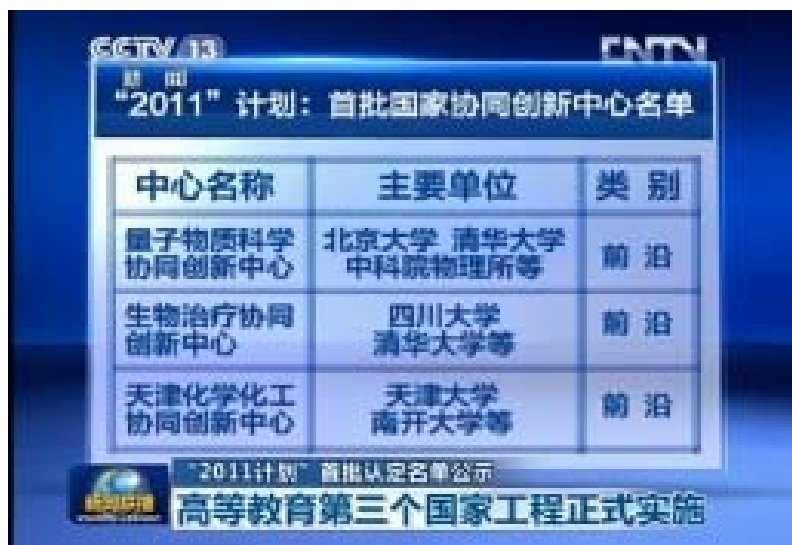 CCTV 13
CNTV
新闻
“2011”计划：首批国家协同创新中心名单
中心名称 主要单位 类别
量子物质科学 北京大学 清华大学 前沿
协同创新中心 中科院物理所等
生物治疗协同 四川大学 前沿
创新中心 清华大学等
天津化学化工 天津大学 前沿
协同创新中心 南开大学等
新闻联播
“2011计划”首批认定名单公示
高等教育第三个国家工程正式实施